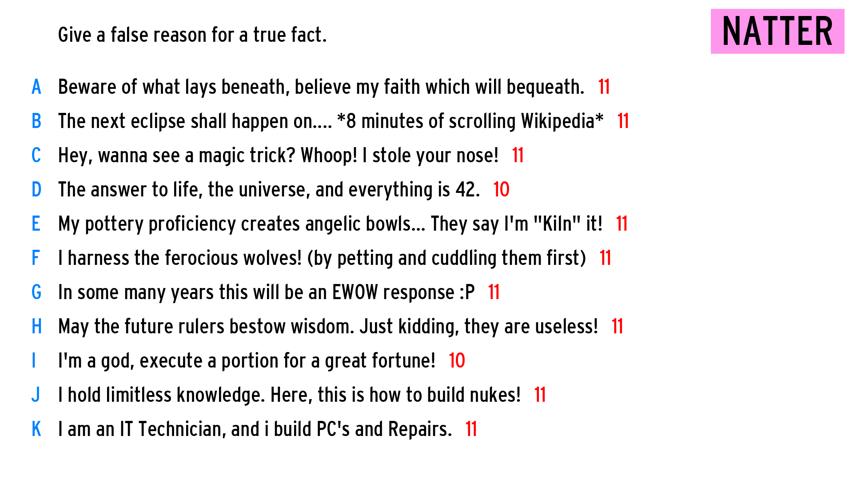 Give a false reason for a true fact.
NATTER
A Beware of what lays beneath, believe my faith which will bequeath. 11
B The next eclipse shall happen on.... *8 minutes of scrolling Wikipedia* 11
C Hey, wanna see a magic trick? Whoop! I stole your nose! 11
D The answer to life, the universe, and everything is 42. 10
E My pottery proficiency creates angelic bowls... They say I'm "Kiln" it! 11
F I harness the ferocious wolves! (by petting and cuddling them first) 11
G In some many years this will be an EWOW response :P 11
H May the future rulers bestow wisdom. Just kidding, they are useless! 11
I I'm a god, execute a portion for a great fortune! 10
J I hold limitless knowledge. Here, this is how to build nukes! 11
K I am an IT Technician, and i build PC's and Repairs. 11